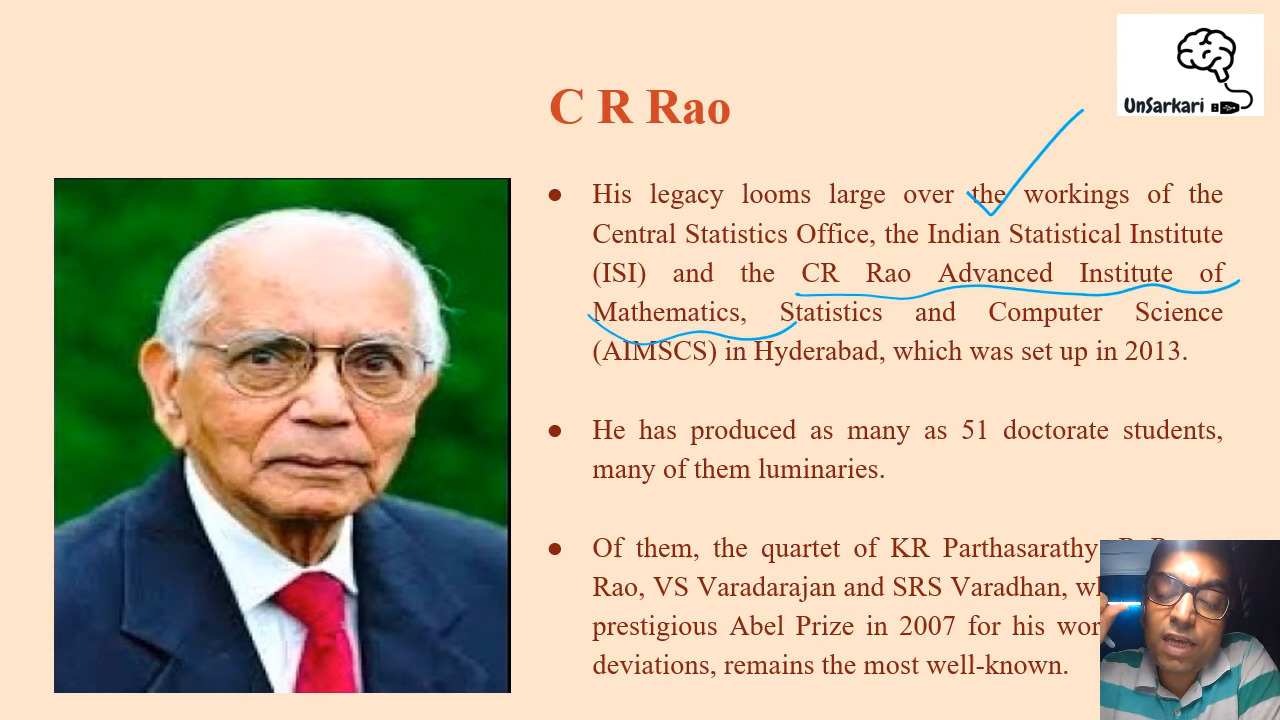 UnSarkari
C R Rao
● His legacy looms large over the workings of the
Central Statistics Office, the Indian Statistical Institute
(ISI) and the CR Rao Advanced Institute of
Mathematics, Statistics and Computer Science
(AIMSCS) in Hyderabad, which was set up in 2013.
● He has produced as many as 51 doctorate students,
many of them luminaries.
● Of them, the quartet of KR Parthasarathy
Rao, VS Varadarajan and SRS Varadhan,
prestigious Abel Prize in 2007 for his
deviations, remains the most well-known.